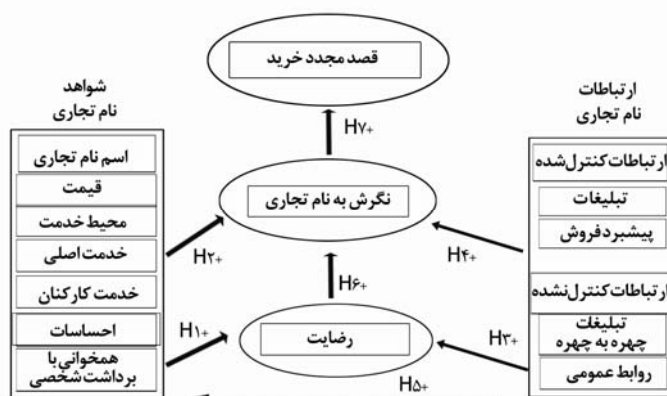 قصد مجدد خرید
شواهد
نام تجاری
ارتباطات
نام تجاری
H۷+
اسم نام تجاری
قیمت
محیط خدمت
خدمت اصلی
خدمت کارکنان
احساسات
همخوانی با
برداشت شخصی
نگرش به نام تجاری
ارتباطات کنترل شده
تبلیغات
پیشبرد فروش
ارتباطات کنترل نشده
تبلیغات
چهره به چهره
روابط عمومی
H۲+
H۴+
H۶+
H۱+
رضایت
H۳+
H۵+